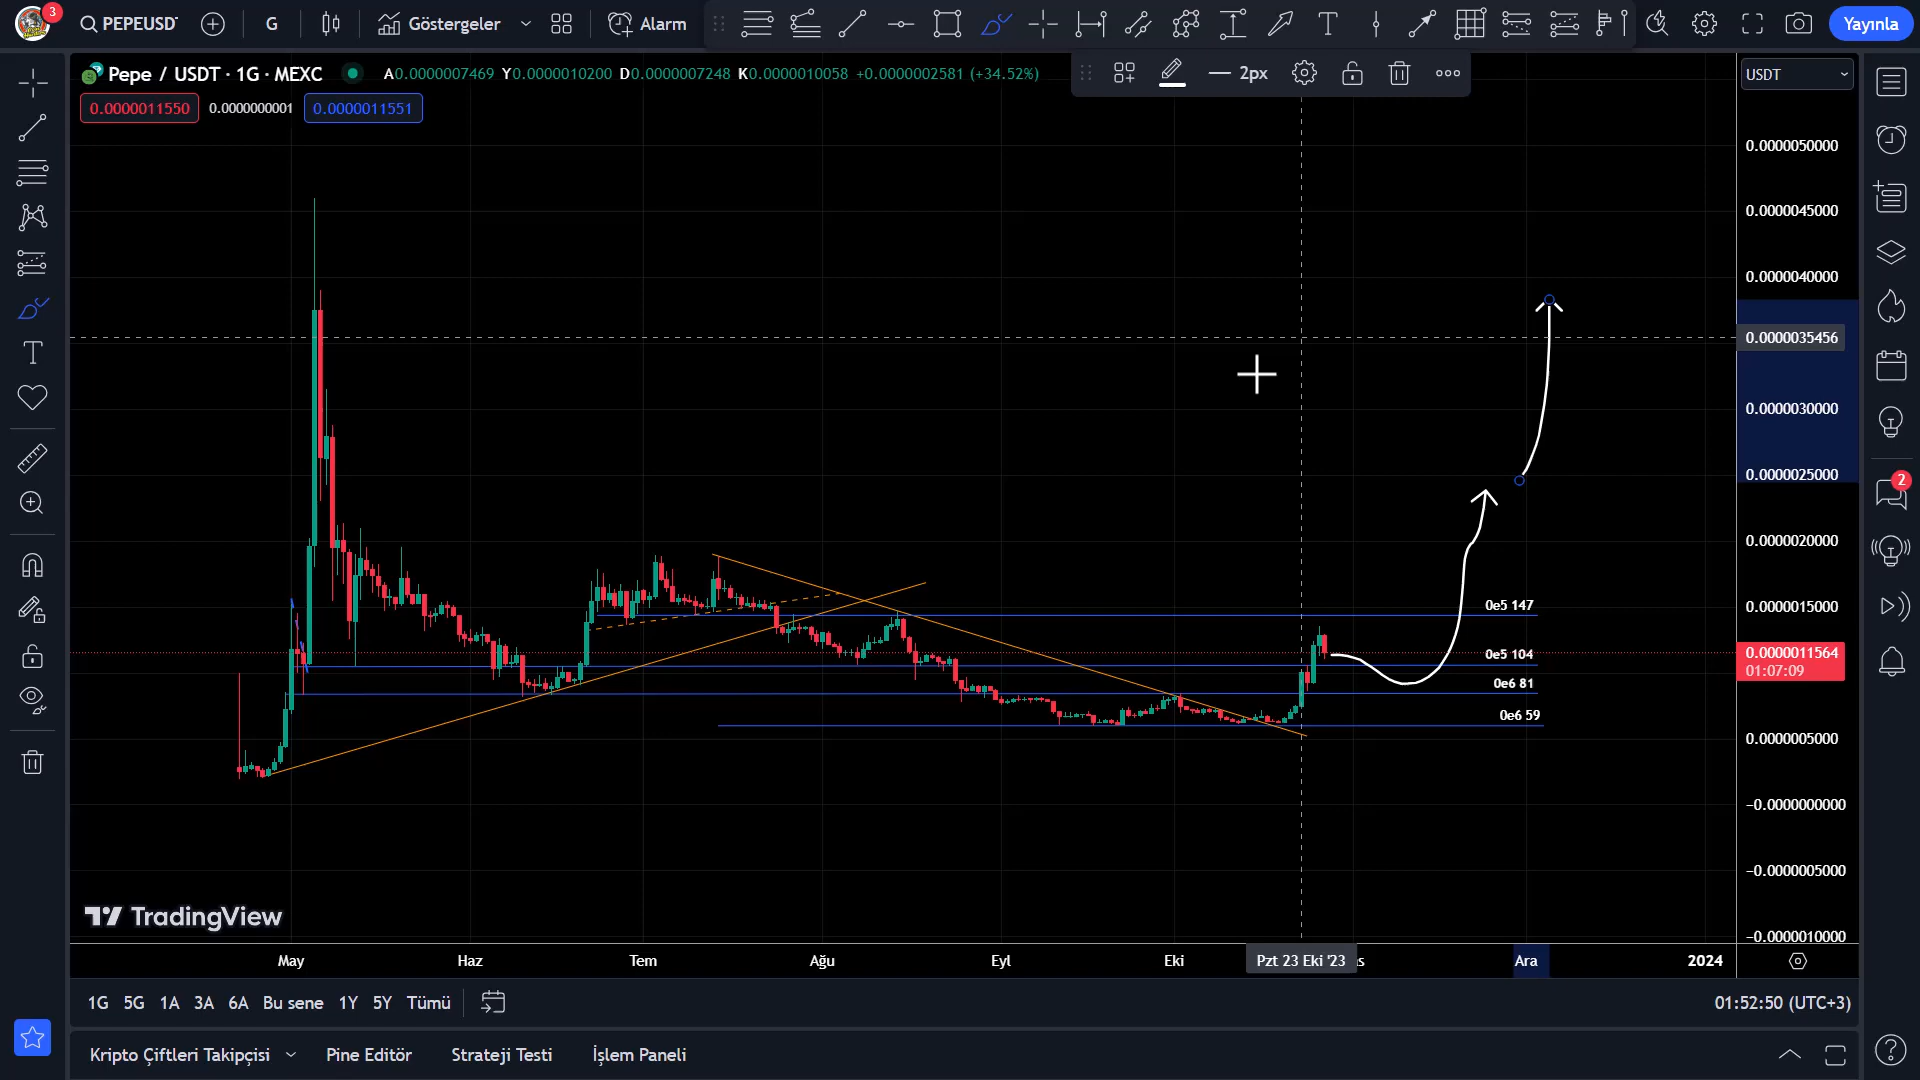 3
PEPEUSDT
G
Göstergeler
Alarm
Yayınla
Pepe / USDT · 1G · MEXC
A0.0000007469 Y0.0000010200 D0.0000007248 K0.0000010058 +0.0000002581 (+34.52%)
2px
USDT
0.0000011550
0.0000000001
0.0000011551
0.0000050000
0.0000045000
0.0000040000
0.0000035456
0.0000030000
0.0000025000
2
0.0000020000
0e5 147
0.0000015000
0e5 104
0.0000011564
01:07:09
0e6 81
0e6 59
0.0000005000
−0.0000000000
−0.0000005000
TradingView
−0.0000010000
May
Haz
Tem
Ağu
Eyl
Eki
Pzt 23 Eki '23
s
Ara
2024
1G 5G 1A 3A 6A Bu sene 1Y 5Y Tümü
01:52:50 (UTC+3)
Kripto Çiftleri Takipçisi
Pine Editör
Strateji Testi
İşlem Paneli